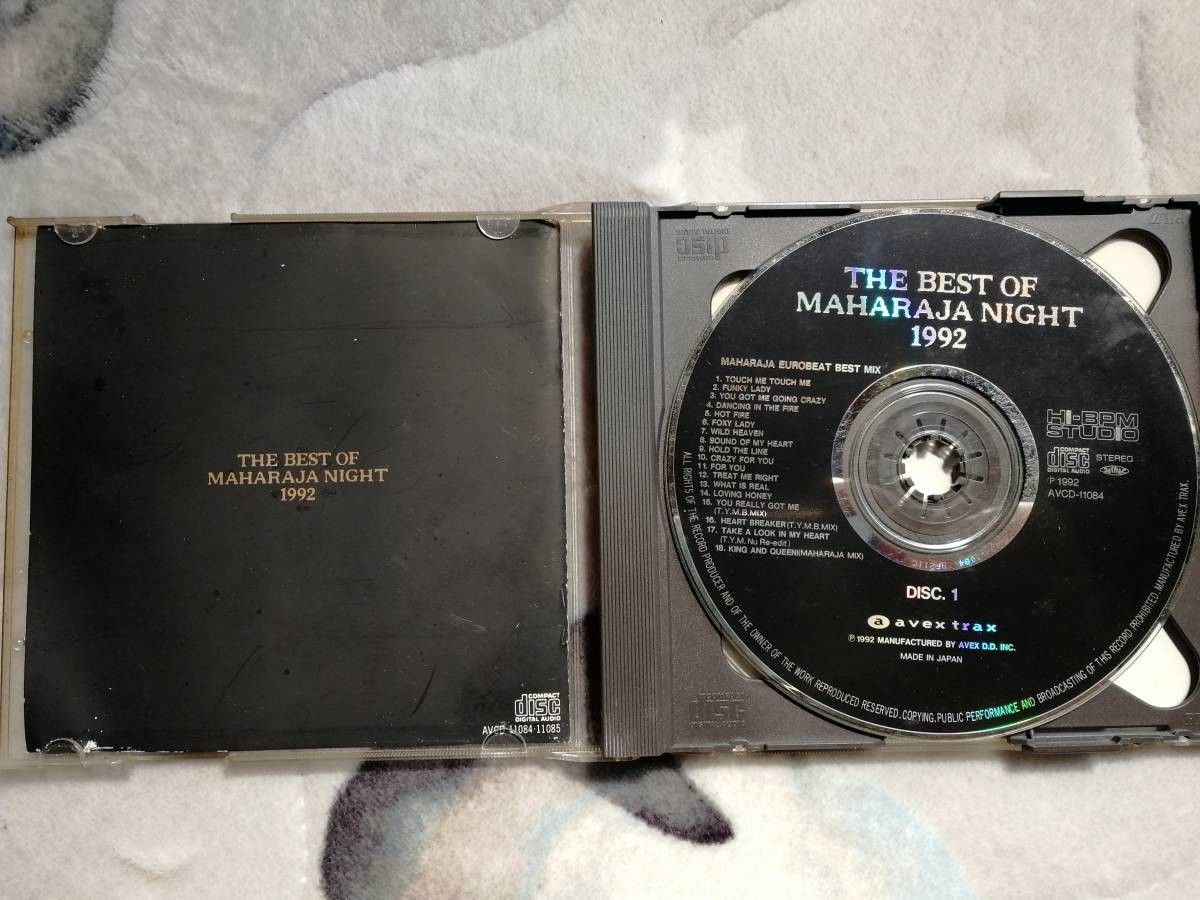 THE BEST OF
MAHARAJA NIGHT
1992
COMPACT
disc
DIGITAL AUDIO
AVCD-11084·11085
COMPACT
disc
DIGITAL AUDIO
THE BEST OF
MAHARAJA NIGHT
1992
MAHARAJA EUROBEAT BEST MIX
1. TOUCH ME TOUCH ME
2. FUNKY LADY
3. YOU GOT ME GOING CRAZY
4. DANCING IN THE FIRE
5. HOT FIRE
6. FOXY LADY
7. WILD HEAVEN
8. SOUND OF MY HEART
9. HOLD THE LINE
10. CRAZY FOR YOU
11. FOR YOU
12. TREAT ME RIGHT
13. WHAT IS REAL
14. LOVING HONEY
15. YOU REALLY GOT ME
(T.Y.M.B.MIX)
16. HEART BREAKER(T.Y.M.B.MIX)
17. TAKE A LOOK IN MY HEART
(T.Y.M. Nu Re-edit)
18. KING AND QUEEN(MAHARAJA MIX)
HI-BPM
STUDIO
COMPACT
disc
DIGITAL AUDIO
STEREO
℗ 1992
AVCD-11084
DISC. 1
a avex trax
℗ 1992 MANUFACTURED BY AVEX D.D. INC.
MADE IN JAPAN
ALL RIGHTS OF THE RECORD PRODUCER AND OF THE OWNER OF THE WORK REPRODUCED RESERVED. COPYING. PUBLIC PERFORMANCE AND BROADCASTING OF THIS RECORD PROHIBITED. MANUFACTURED BY AVEX TRAX.
COMPACT
disc
DIGITAL AUDIO